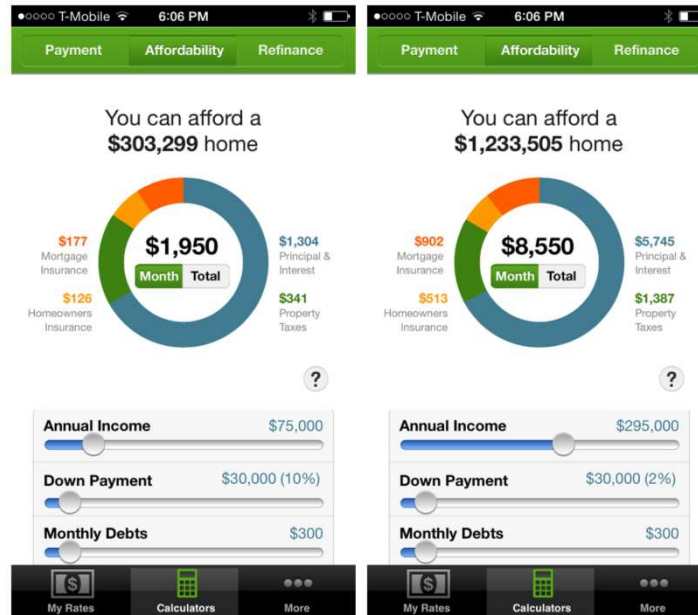 T-Mobile 6:06 PM
Payment Affordability Refinance
You can afford a
$303,299 home
$177
Mortgage
Insurance
$126
Homeowners
Insurance
$1,950
Month Total
$1,304
Principal &
Interest
$341
Property
Taxes
?
Annual Income $75,000
Down Payment $30,000 (10%)
Monthly Debts $300
$
My Rates Calculators More
T-Mobile 6:06 PM
Payment Affordability Refinance
You can afford a
$1,233,505 home
$902
Mortgage
Insurance
$513
Homeowners
Insurance
$8,550
Month Total
$5,745
Principal &
Interest
$1,387
Property
Taxes
?
Annual Income $295,000
Down Payment $30,000 (2%)
Monthly Debts $300
$
My Rates Calculators More